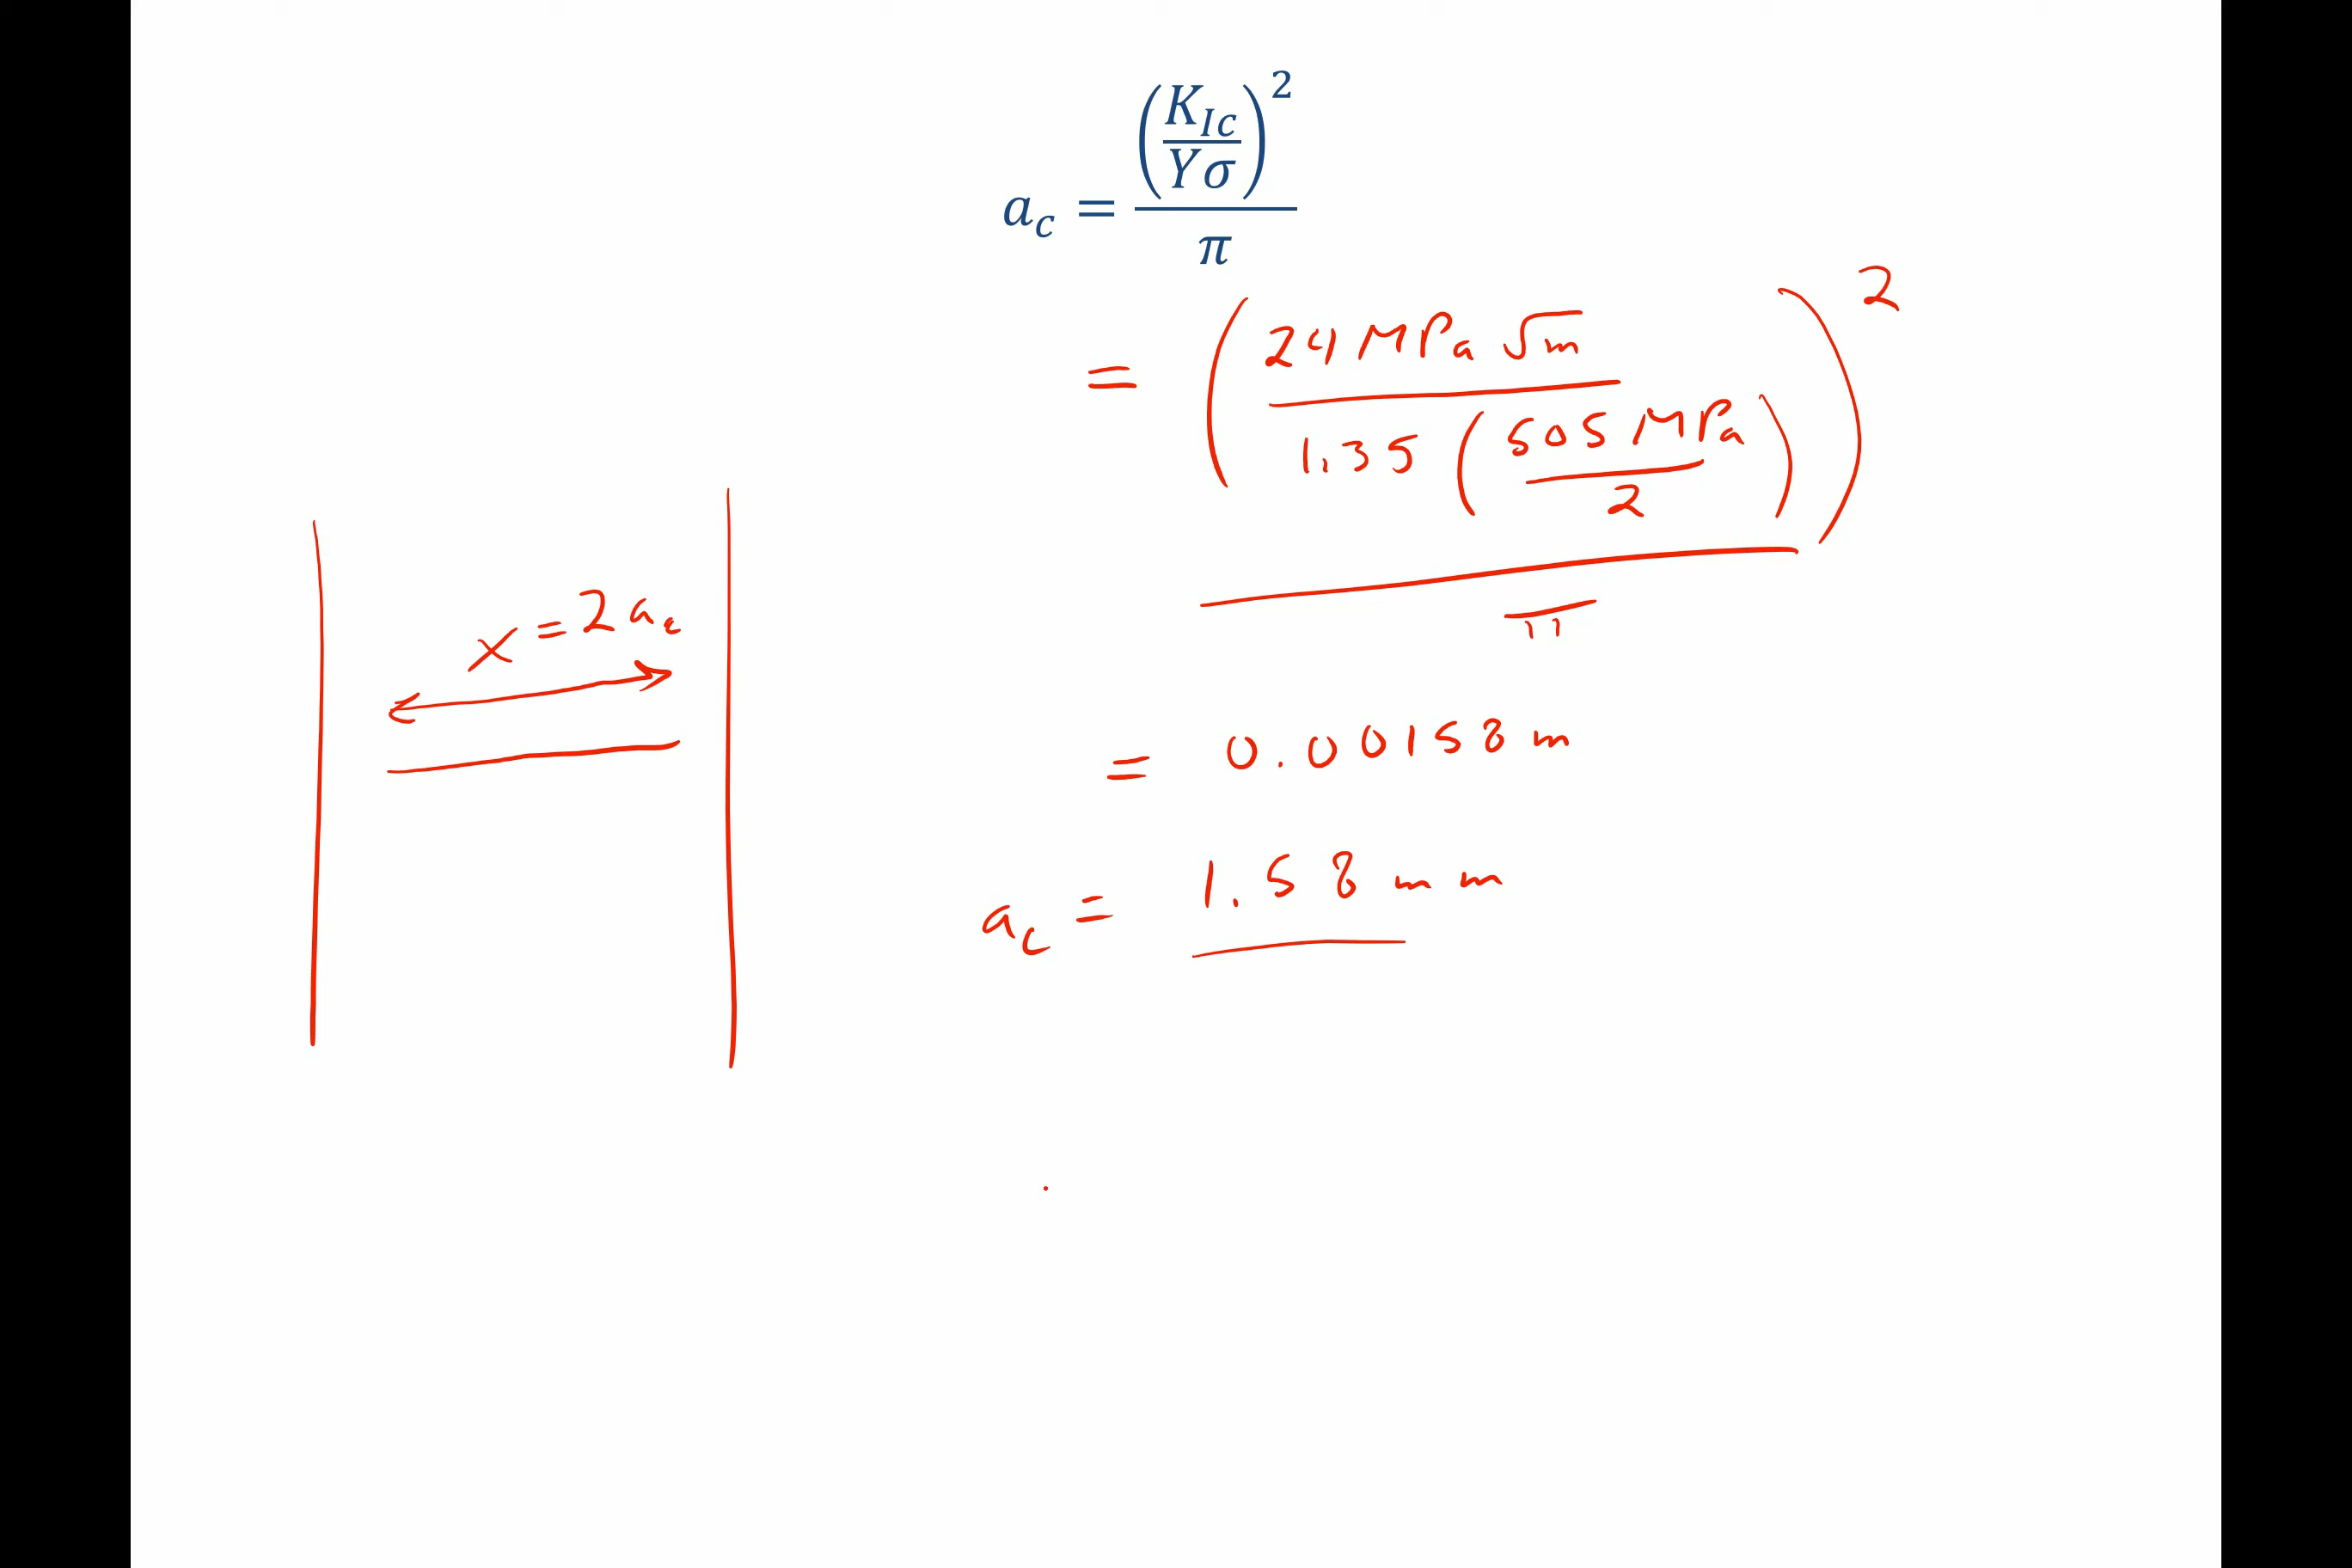 a_c = (K_Ic / Yσ)² / π
= (24 MPa √m / 1.35 (505 MPa / 2))² / π
x = 2a_c
= 0.00158 m
a_c = 1.58 mm